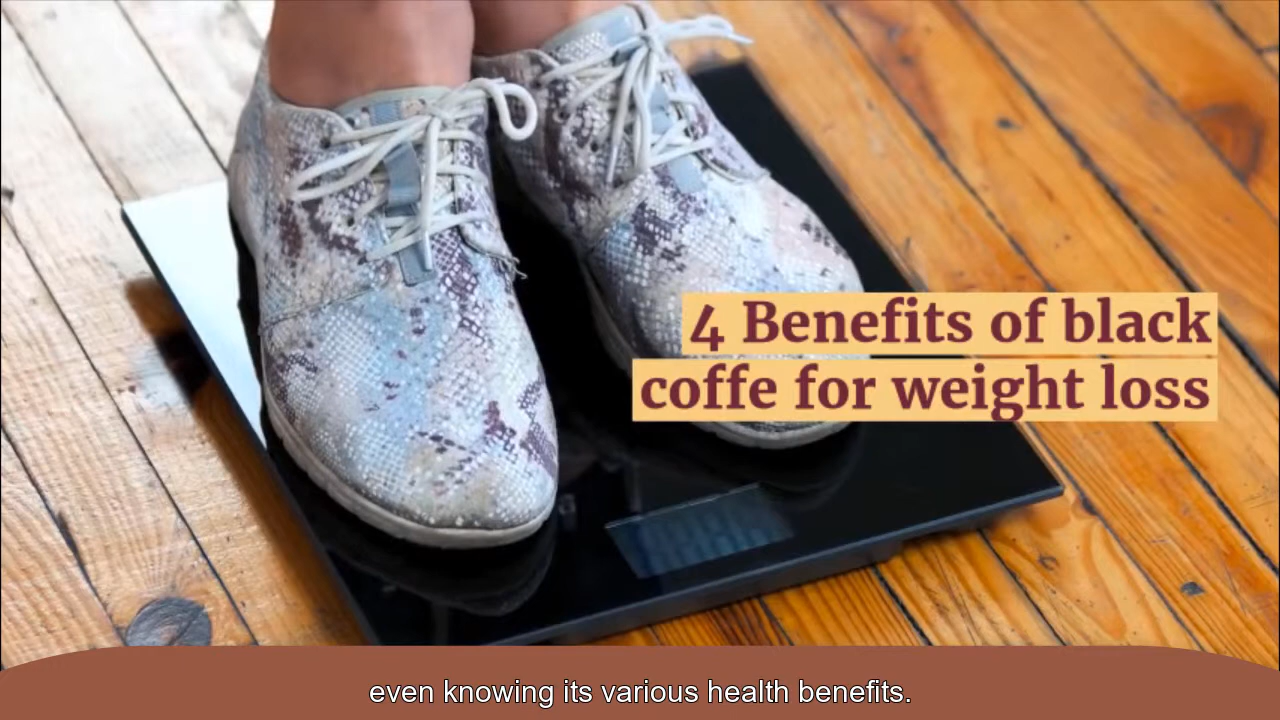 4 Benefits of black
coffe for weight loss
even knowing its various health benefits.